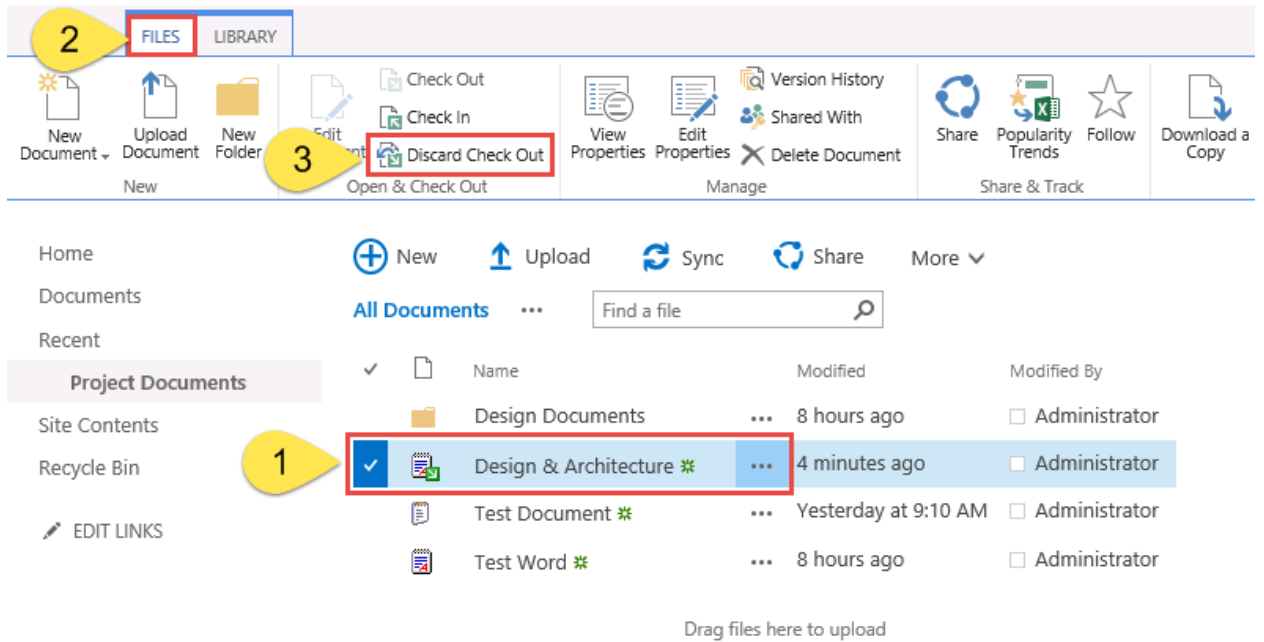 2
FILES
LIBRARY
New
Document
Upload
Document
New
Folder
Edit
Check Out
Check In
3
Discard Check Out
View
Properties
Edit
Properties
Version History
Shared With
Delete Document
Share
Popularity
Trends
Follow
Download a
Copy
New
Open & Check Out
Manage
Share & Track
Home
Documents
Recent
Project Documents
Site Contents
Recycle Bin
EDIT LINKS
New
Upload
Sync
Share
More
All Documents
...
Find a file
Name
Modified
Modified By
Design Documents ... 8 hours ago Administrator
1
Design & Architecture ... 4 minutes ago Administrator
Test Document ... Yesterday at 9:10 AM Administrator
Test Word ... 8 hours ago Administrator
Drag files here to upload